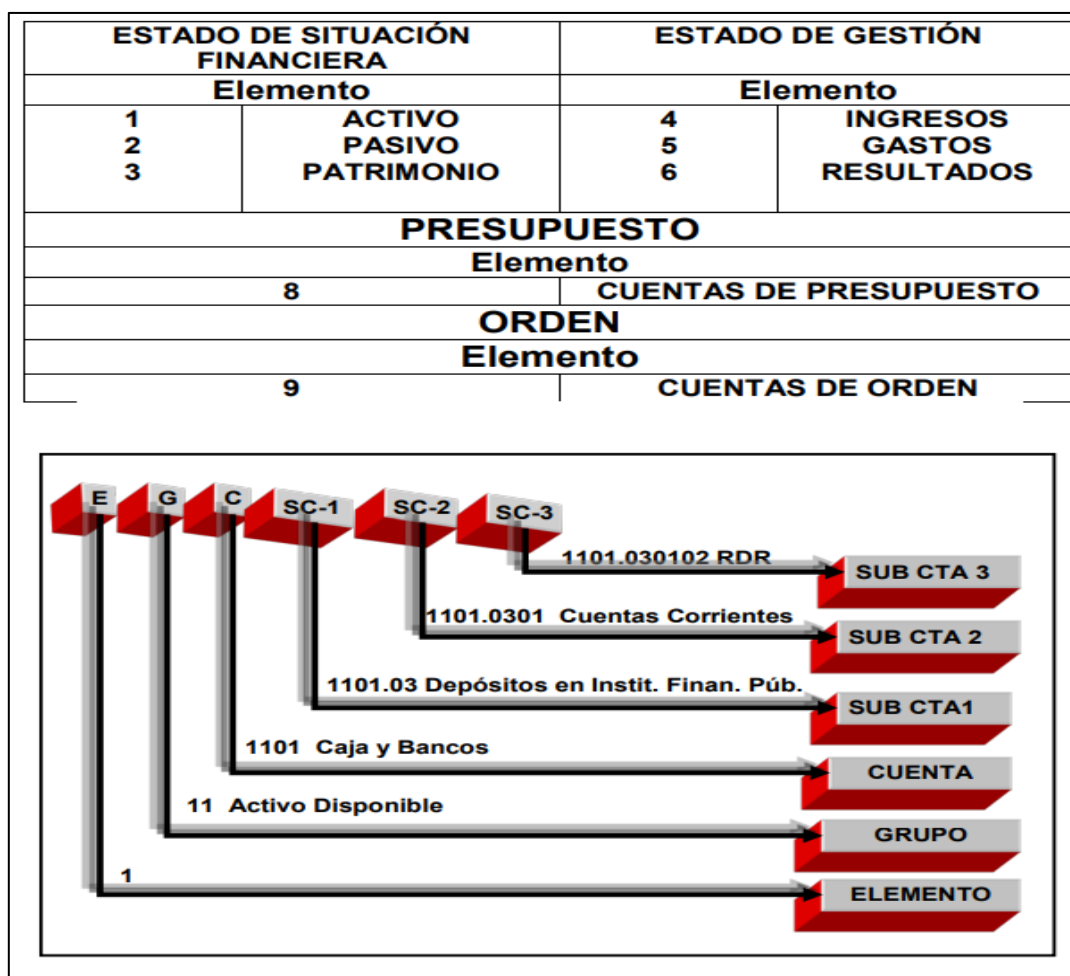 ESTADO DE SITUACIÓN FINANCIERA
ESTADO DE GESTIÓN
Elemento
Elemento
1 ACTIVO 4 INGRESOS
2 PASIVO 5 GASTOS
3 PATRIMONIO 6 RESULTADOS
PRESUPUESTO
Elemento
8 CUENTAS DE PRESUPUESTO
ORDEN
Elemento
9 CUENTAS DE ORDEN
E G C SC-1 SC-2 SC-3
1101.030102 RDR SUB CTA 3
1101.0301 Cuentas Corrientes SUB CTA 2
1101.03 Depósitos en Instit. Finan. Púb. SUB CTA1
1101 Caja y Bancos CUENTA
11 Activo Disponible GRUPO
1 ELEMENTO